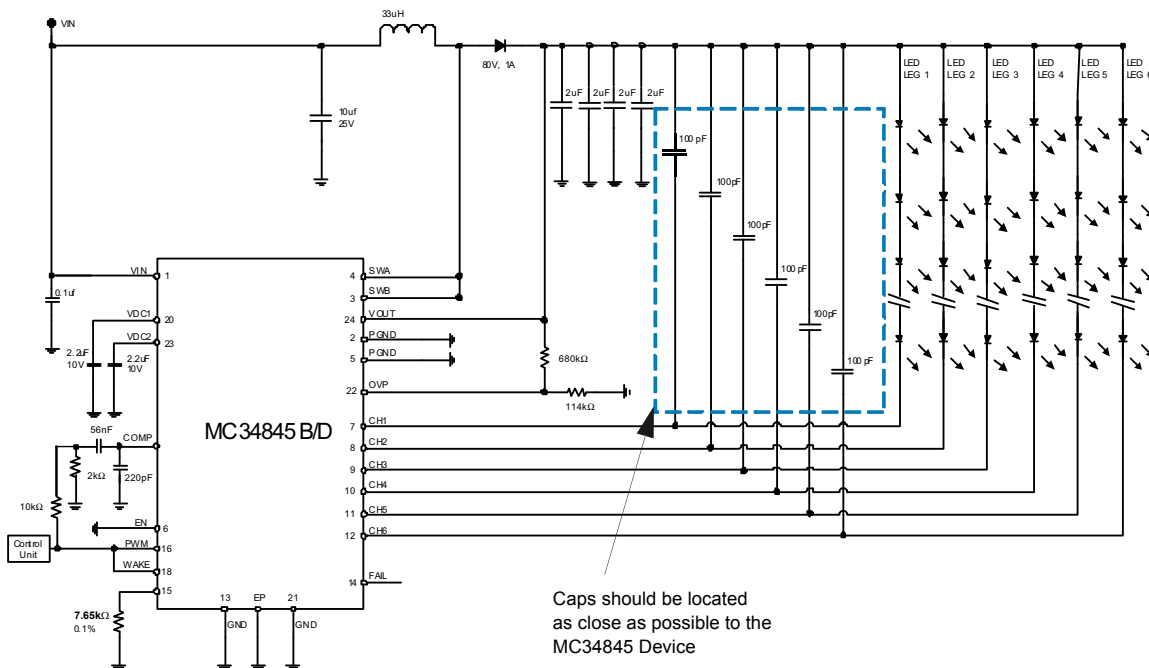 VIN
33uH
80V, 1A
10uf
25V
2uF
2uF
2uF
2uF
100 pF
100pF
100pF
100pF
100pF
100pF
LED
LEG 1
LED
LEG 2
LED
LEG 3
LED
LEG 4
LED
LEG 5
LED
LEG 6
0.1uf
VIN
1
VDC1
20
VDC2
23
2.2uF
10V
2.2uF
10V
56nF
COMP
2kΩ
220pF
10kΩ
EN
6
Control
Unit
PWM
16
WAKE
18
15
7.65kΩ
0.1%
MC34845 B/D
4
SWA
3
SWB
24
VOUT
2
PGND
5
PGND
22
OVP
680kΩ
114kΩ
7
CH1
8
CH2
9
CH3
10
CH4
11
CH5
12
CH6
14
FAIL
13
EP
21
GND
GND
Caps should be located
as close as possible to the
MC34845 Device